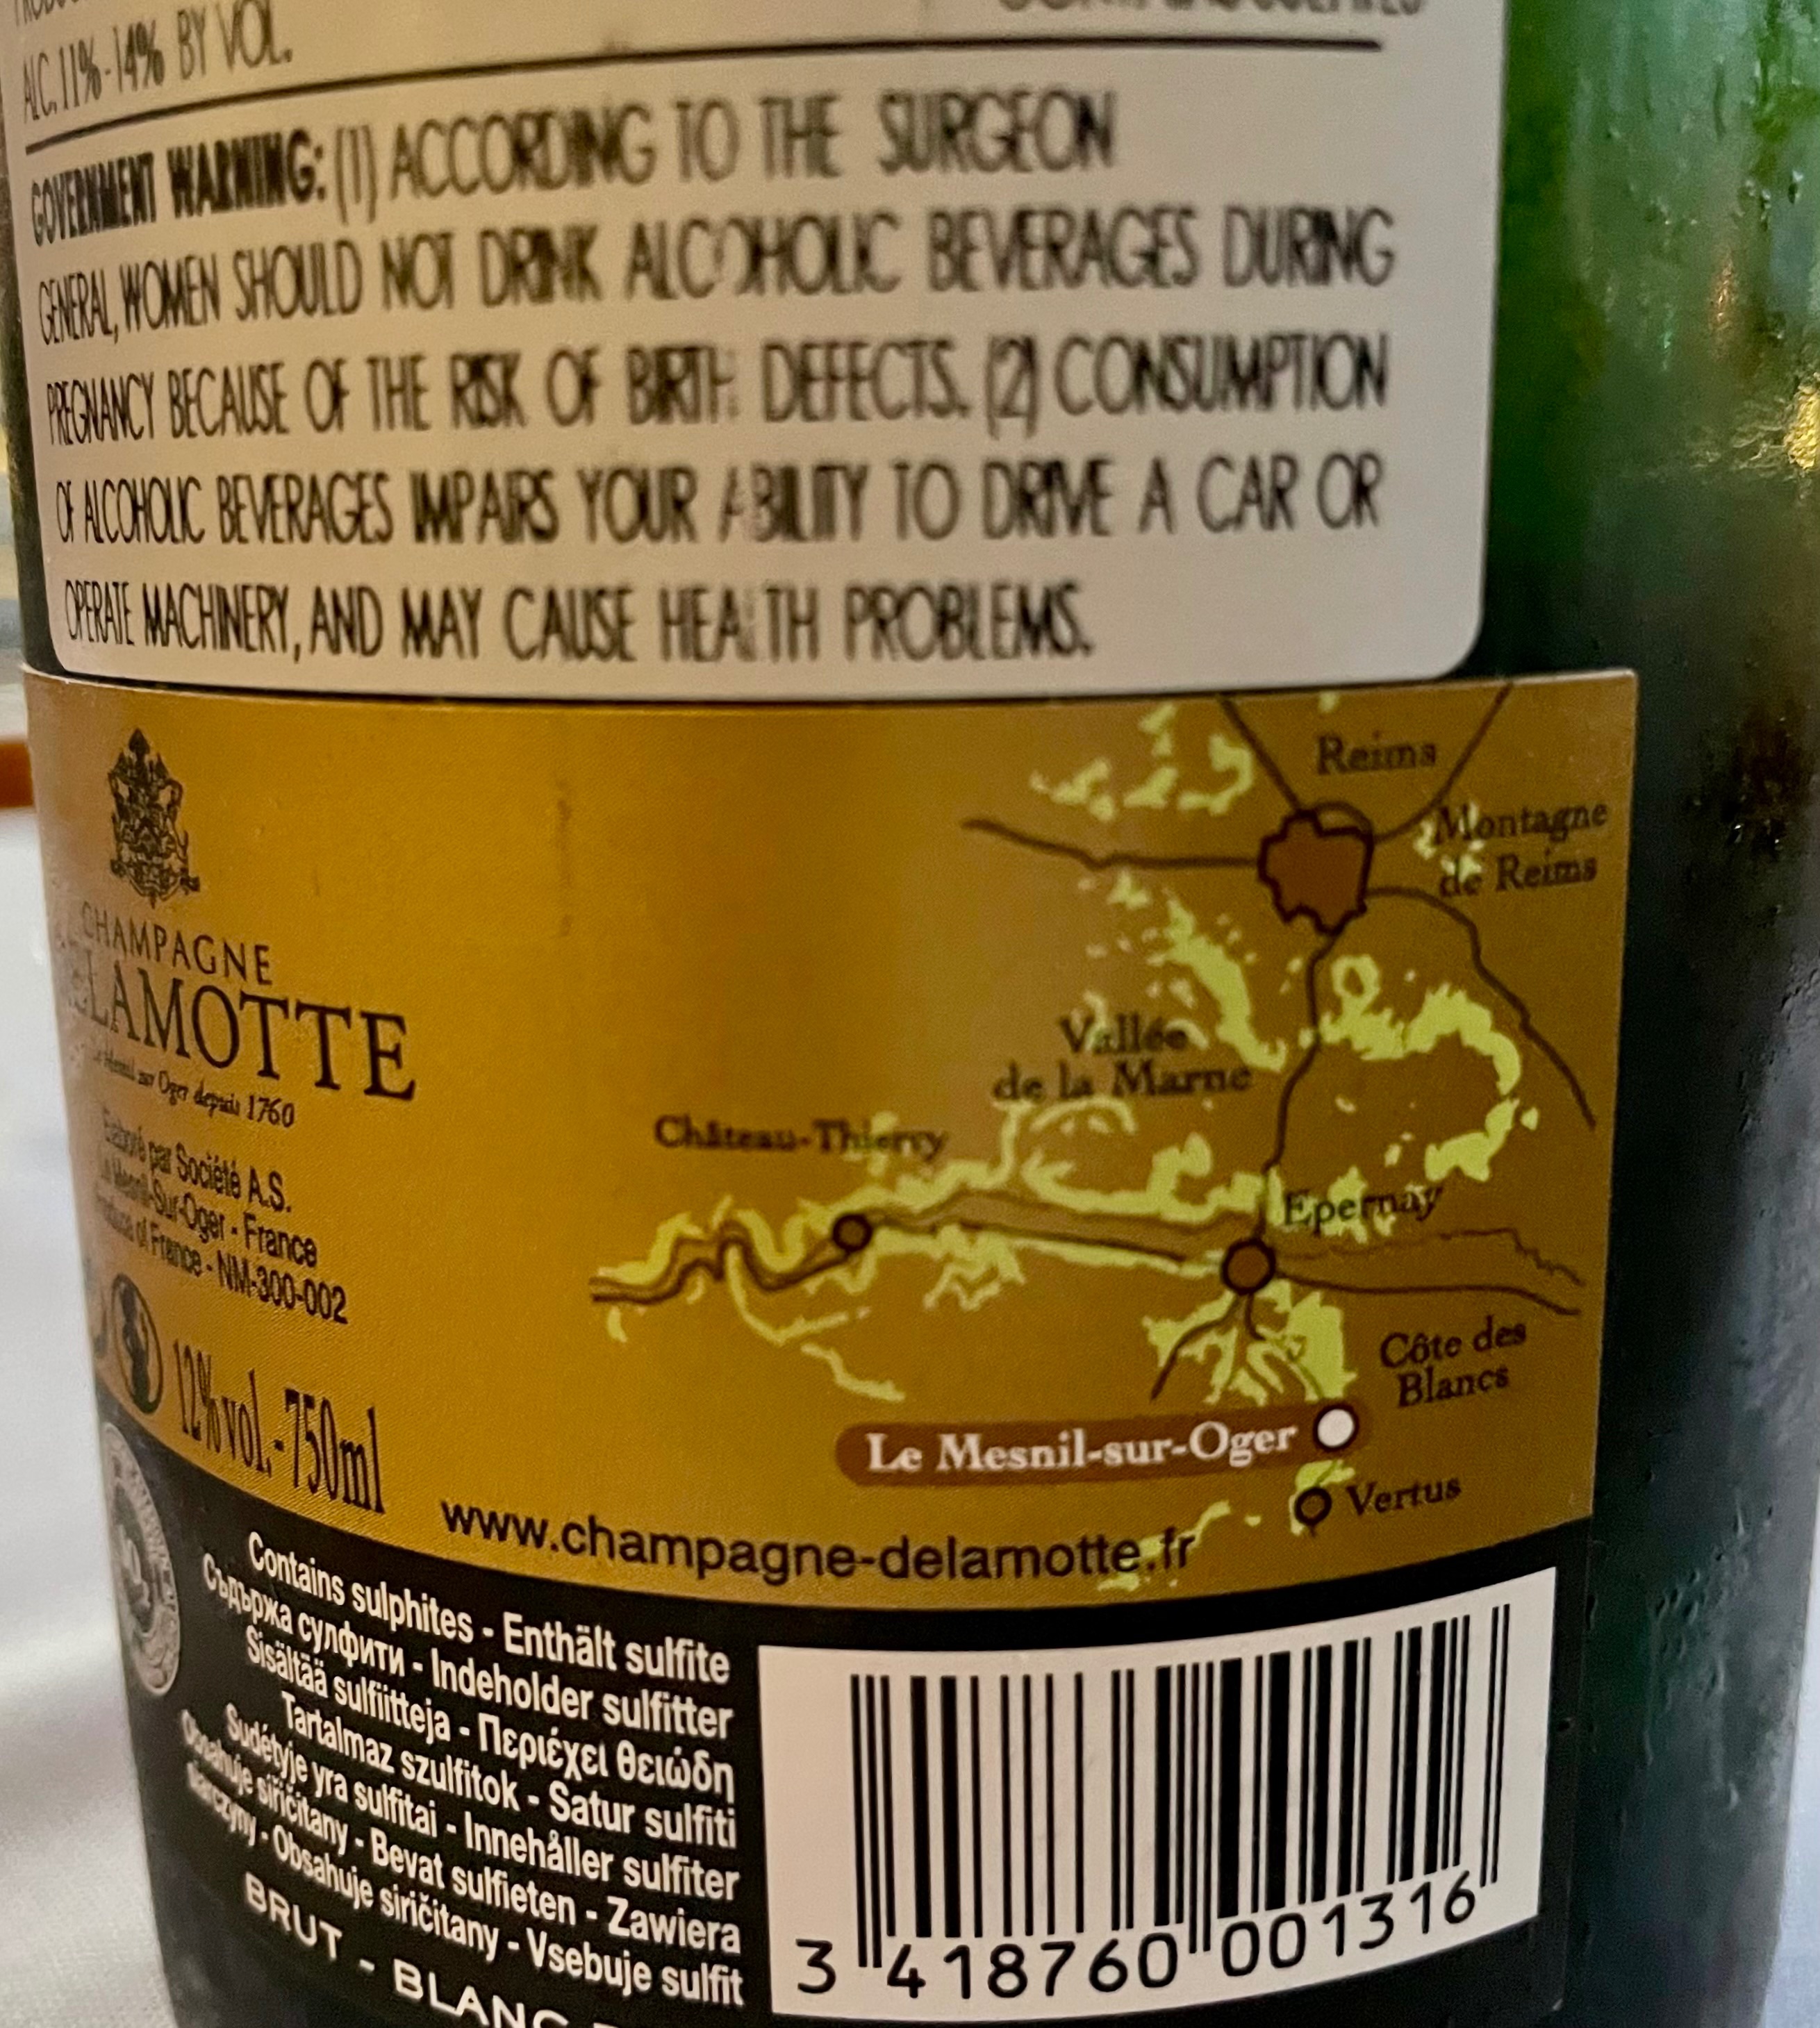 ALC. 11%-14% BY VOL.
GOVERNMENT WARNING: (1) ACCORDING TO THE SURGEON
GENERAL, WOMEN SHOULD NOT DRINK ALCOHOLIC BEVERAGES DURING
PREGNANCY BECAUSE OF THE RISK OF BIRTH DEFECTS. (2) CONSUMPTION
OF ALCOHOLIC BEVERAGES IMPAIRS YOUR ABILITY TO DRIVE A CAR OR
OPERATE MACHINERY, AND MAY CAUSE HEALTH PROBLEMS.
CHAMPAGNE
DELAMOTTE
Le Mesnil sur Oger depuis 1760
Elaboré par Société A.S.
Le Mesnil-Sur-Oger - France
Produce of France - NM-300-002
12% vol. - 750ml
Reims
Montagne
de Reims
Vallée
de la Marne
Château-Thierry
Epernay
Côte des
Blancs
Le Mesnil-sur-Oger
Vertus
www.champagne-delamotte.fr
Contains sulphites - Enthält sulfite
Съдържа сулфити - Indeholder sulfitter
Sisältää sulfiitteja - Περιέχει θειώδη
Tartalmaz szulfitok - Satur sulfiti
Sudétyje yra sulfitai - Innehåller sulfiter
Obsahuje siřičitany - Bevat sulfieten - Zawiera
siarczyny - Obsahuje siričitany - Vsebuje sulfit
BRUT - BLANC
3 418760 001316